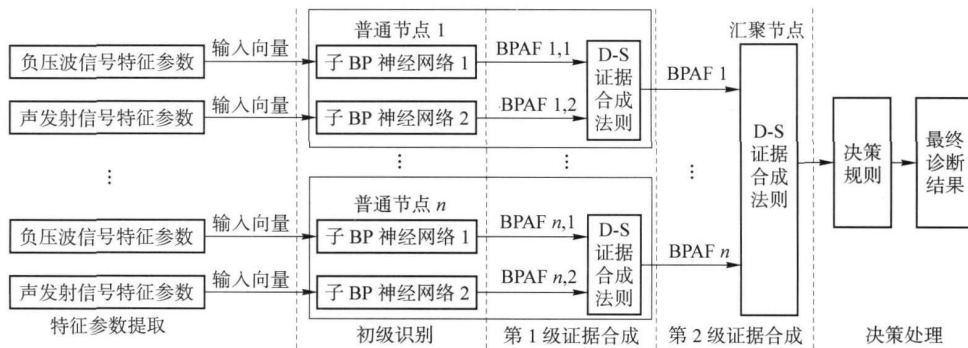 普通节点 1
汇聚节点
负压波信号特征参数
输入向量
子 BP 神经网络 1
BPAF 1,1
声发射信号特征参数
输入向量
子 BP 神经网络 2
BPAF 1,2
D-S
证据
合成
法则
BPAF 1
⋮
⋮
⋮
⋮
D-S
证据
合成
法则
决策
规则
最终
诊断
结果
普通节点 n
负压波信号特征参数
输入向量
子 BP 神经网络 1
BPAF n,1
声发射信号特征参数
输入向量
子 BP 神经网络 2
BPAF n,2
D-S
证据
合成
法则
BPAF n
特征参数提取
初级识别
第 1 级证据合成
第 2 级证据合成
决策处理